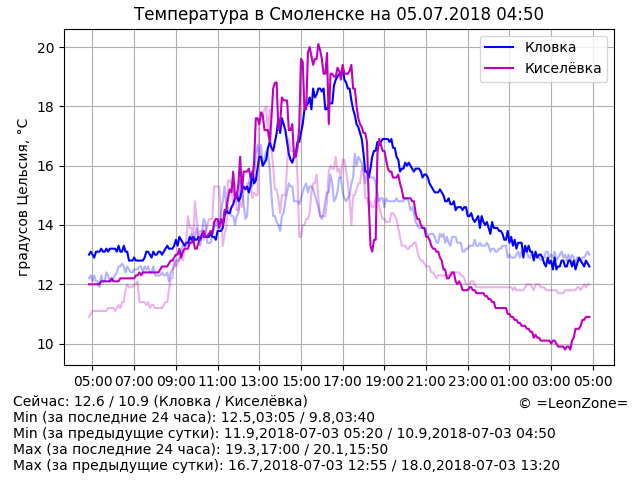 Температура в Смоленске на 05.07.2018 04:50
градусов Цельсия, °C
20
18
16
14
12
10
Кловка
Киселёвка
05:00 07:00 09:00 11:00 13:00 15:00 17:00 19:00 21:00 23:00 01:00 03:00 05:00
Сейчас: 12.6 / 10.9 (Кловка / Киселёвка)
© =LeonZone=
Min (за последние 24 часа): 12.5,03:05 / 9.8,03:40
Min (за предыдущие сутки): 11.9,2018-07-03 05:20 / 10.9,2018-07-03 04:50
Max (за последние 24 часа): 19.3,17:00 / 20.1,15:50
Max (за предыдущие сутки): 16.7,2018-07-03 12:55 / 18.0,2018-07-03 13:20